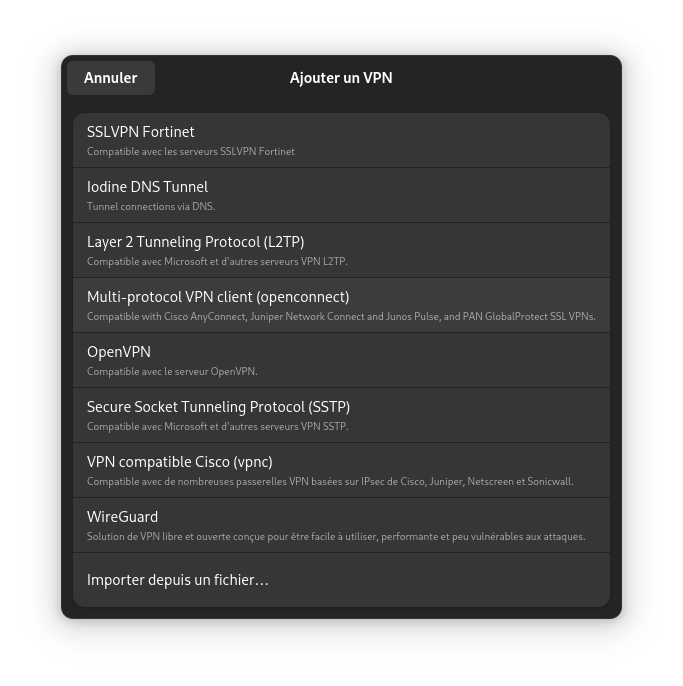 Annuler
Ajouter un VPN
SSLVPN Fortinet
Compatible avec les serveurs SSLVPN Fortinet
Iodine DNS Tunnel
Tunnel connections via DNS.
Layer 2 Tunneling Protocol (L2TP)
Compatible avec Microsoft et d'autres serveurs VPN L2TP.
Multi-protocol VPN client (openconnect)
Compatible with Cisco AnyConnect, Juniper Network Connect and Junos Pulse, and PAN GlobalProtect SSL VPNs.
OpenVPN
Compatible avec le serveur OpenVPN.
Secure Socket Tunneling Protocol (SSTP)
Compatible avec Microsoft et d'autres serveurs VPN SSTP.
VPN compatible Cisco (vpnc)
Compatible avec de nombreuses passerelles VPN basées sur IPsec de Cisco, Juniper, Netscreen et Sonicwall.
WireGuard
Solution de VPN libre et ouverte conçue pour être facile à utiliser, performante et peu vulnérables aux attaques.
Importer depuis un fichier…